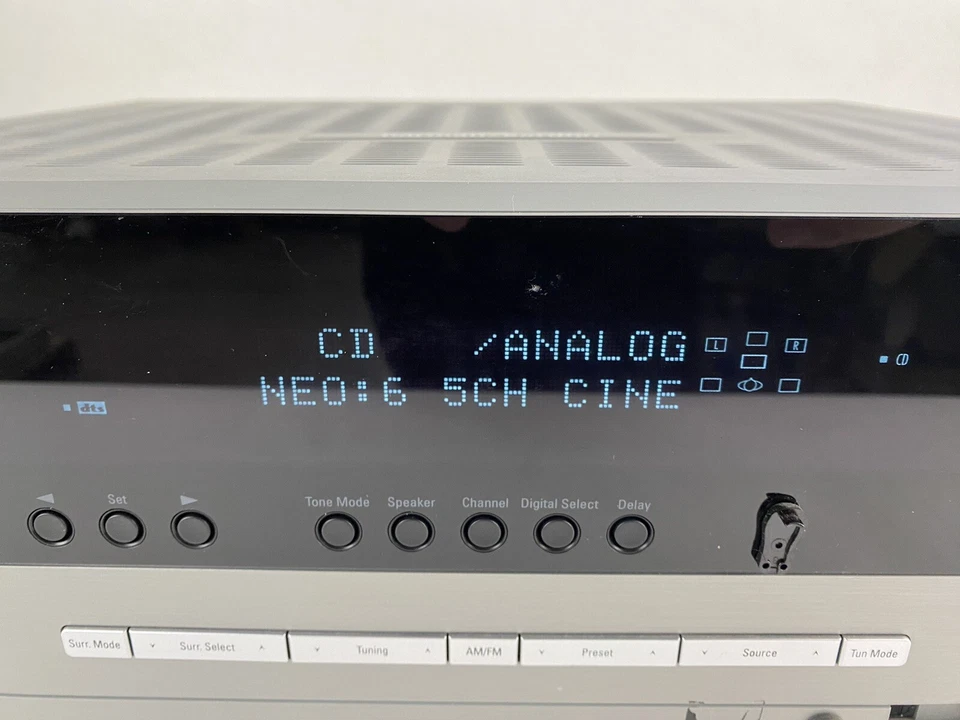 CD /ANALOG L R CD
NEO:6 5CH CINE
dts
Set
Tone Mode Speaker Channel Digital Select Delay
Surr. Mode Surr. Select Tuning AM/FM Preset Source Tun Mode